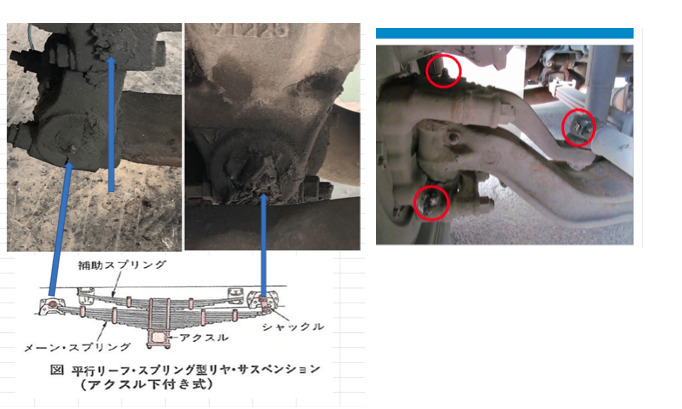 補助スプリング
シャックル
アクスル
メーン・スプリング
図 平行リーフ・スプリング型リヤ・サスペンション
(アクスル下付き式)